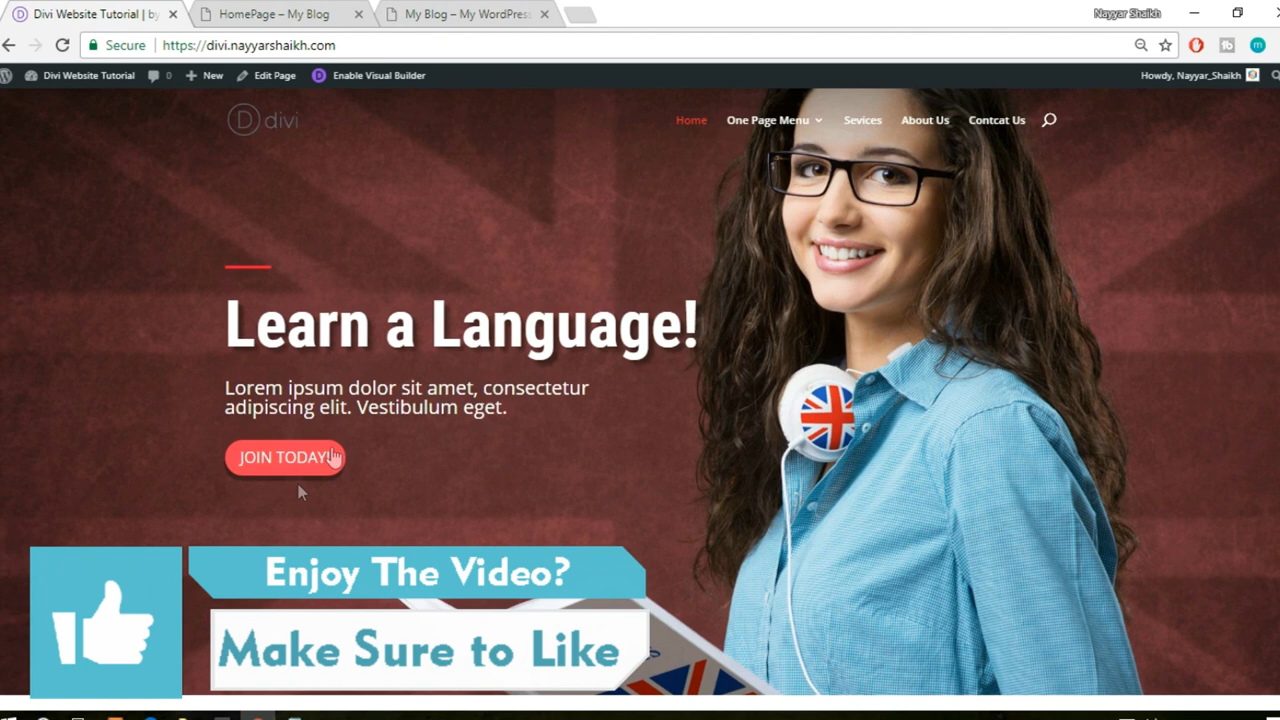 Divi Website Tutorial | by
HomePage – My Blog
My Blog – My WordPress
Nayyar Shaikh
Secure
https://divi.nayyarshaikh.com
Divi Website Tutorial
0
New
Edit Page
Enable Visual Builder
Howdy, Nayyar_Shaikh
D divi
Home
One Page Menu
Sevices
About Us
Contcat Us
Learn a Language!
Lorem ipsum dolor sit amet, consectetur
adipiscing elit. Vestibulum eget.
JOIN TODAY!
Enjoy The Video?
Make Sure to Like